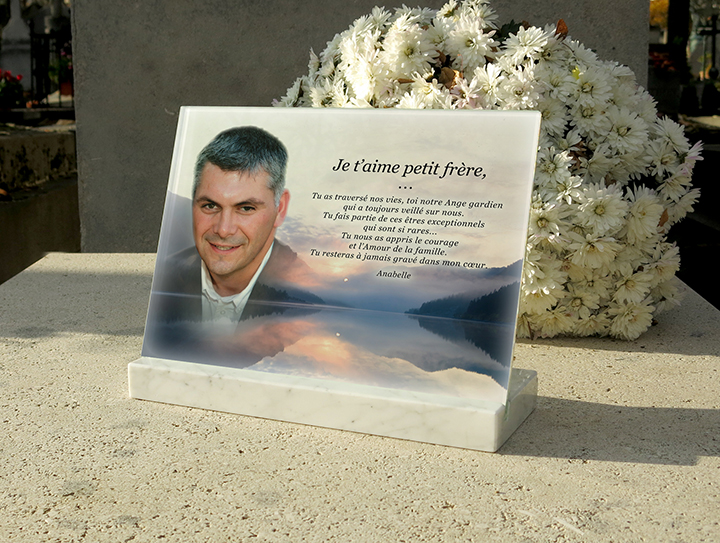 Je t'aime petit frère,
...
Tu as traversé nos vies, toi notre Ange gardien
qui a toujours veillé sur nous.
Tu fais partie de ces êtres exceptionnels
qui sont si rares...
Tu nous as appris le courage
et l'Amour de la famille.
Tu resteras à jamais gravé dans mon cœur.
Anabelle